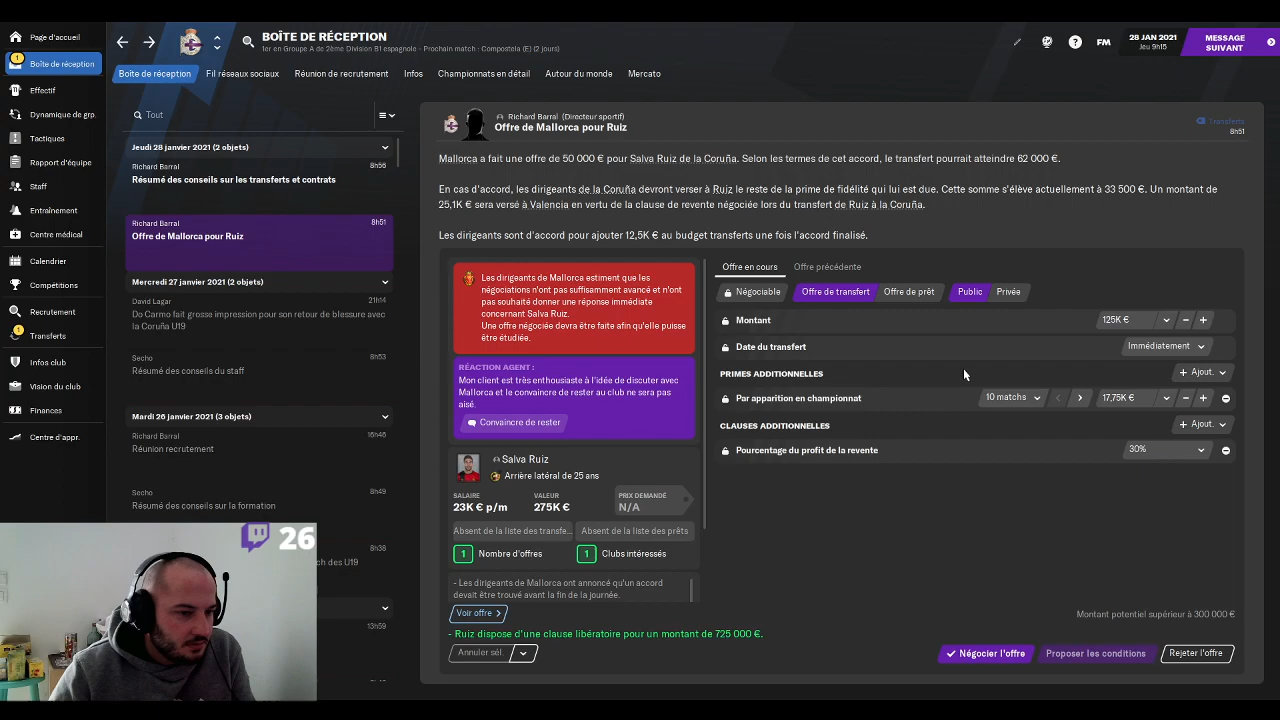 Page d'accueil
1
Boîte de réception
Effectif
Dynamique de grp.
Tactiques
Rapport d'équipe
Staff
Entraînement
Centre médical
Calendrier
Compétitions
Recrutement
Transferts
Infos club
Vision du club
Finances
Centre d'appr.
BOÎTE DE RÉCEPTION
1er en Groupe A de 2ème Division B1 espagnole - Prochain match : Compostela (E) (2 jours)
FM
28 JAN 2021
Jeu 9h15
MESSAGE
SUIVANT
Boîte de réception
Fil réseaux sociaux
Réunion de recrutement
Infos
Championnats en détail
Autour du monde
Mercato
Tout
Jeudi 28 janvier 2021 (2 objets)
Richard Barral
8h56
Résumé des conseils sur les transferts et contrats
Richard Barral
8h51
Offre de Mallorca pour Ruiz
Mercredi 27 janvier 2021 (2 objets)
David Lagar
21h14
Do Carmo fait grosse impression pour son retour de blessure avec
la Coruña U19
Secho
8h53
Résumé des conseils du staff
Mardi 26 janvier 2021 (3 objets)
Richard Barral
16h46
Réunion recrutement
Secho
8h49
Résumé des conseils sur la formation
8h38
ch des U19
13h59
26
Richard Barral (Directeur sportif)
Offre de Mallorca pour Ruiz
Transferts
8h51
Mallorca a fait une offre de 50 000 € pour Salva Ruiz de la Coruña. Selon les termes de cet accord, le transfert pourrait atteindre 62 000 €.
En cas d'accord, les dirigeants de la Coruña devront verser à Ruiz le reste de la prime de fidélité qui lui est due. Cette somme s'élève actuellement à 33 500 €. Un montant de
25,1K € sera versé à Valencia en vertu de la clause de revente négociée lors du transfert de Ruiz à la Coruña.
Les dirigeants sont d'accord pour ajouter 12,5K € au budget transferts une fois l'accord finalisé.
Les dirigeants de Mallorca estiment que les
négociations n'ont pas suffisamment avancé et n'ont
pas souhaité donner une réponse immédiate
concernant Salva Ruiz.
Une offre négociée devra être faite afin qu'elle puisse
être étudiée.
RÉACTION AGENT :
Mon client est très enthousiaste à l'idée de discuter avec
Mallorca et le convaincre de rester au club ne sera pas
aisé.
Convaincre de rester
Salva Ruiz
Arrière latéral de 25 ans
SALAIRE
VALEUR
PRIX DEMANDÉ
23K € p/m
275K €
N/A
Absent de la liste des transfe...
Absent de la liste des prêts
1
Nombre d'offres
1
Clubs intéressés
- Les dirigeants de Mallorca ont annoncé qu'un accord
devait être trouvé avant la fin de la journée.
Voir offre
- Ruiz dispose d'une clause libératoire pour un montant de 725 000 €.
Annuler sél.
Offre en cours
Offre précédente
Négociable
Offre de transfert
Offre de prêt
Public
Privée
Montant
125K €
Date du transfert
Immédiatement
PRIMES ADDITIONNELLES
Ajout.
Par apparition en championnat
10 matchs
17,75K €
CLAUSES ADDITIONNELLES
Ajout.
Pourcentage du profit de la revente
30%
Montant potentiel supérieur à 300 000 €
Négocier l'offre
Proposer les conditions
Rejeter l'offre